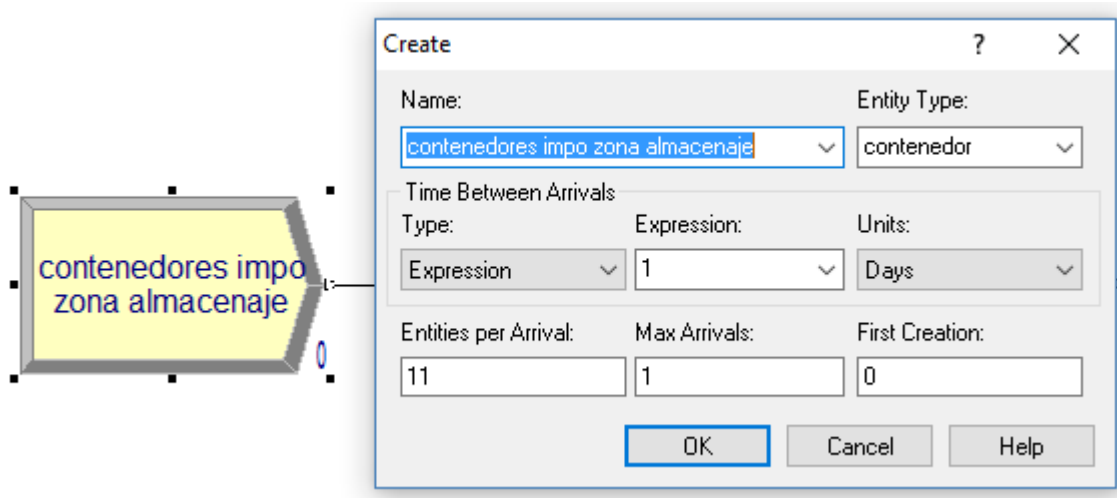 contenedores impo
zona almacenaje
0
Create ?
Name: Entity Type:
contenedores impo zona almacenaje contenedor
Time Between Arrivals
Type: Expression: Units:
Expression 1 Days
Entities per Arrival: Max Arrivals: First Creation:
11 1 0
OK Cancel Help